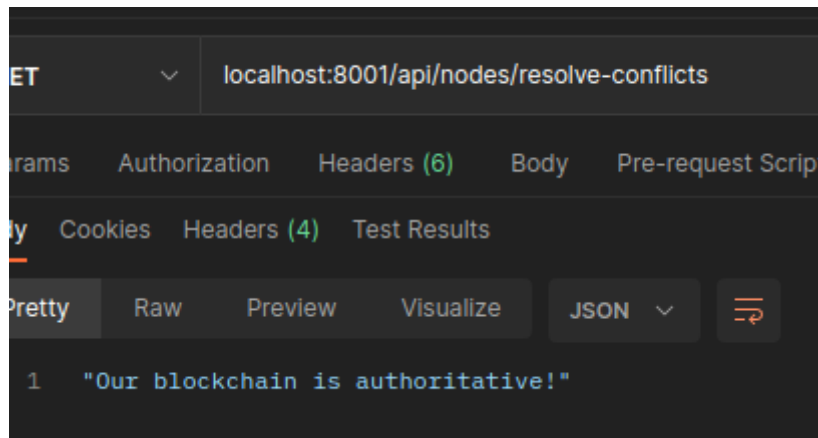 ET localhost:8001/api/nodes/resolve-conflicts
arams Authorization Headers (6) Body Pre-request Scrip
dy Cookies Headers (4) Test Results
Pretty Raw Preview Visualize JSON
1 "Our blockchain is authoritative!"